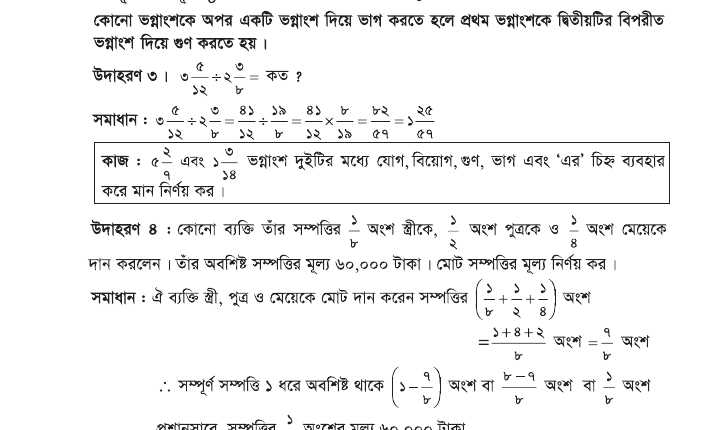 কোনো ভগ্নাংশকে অপর একটি ভগ্নাংশ দিয়ে ভাগ করতে হলে প্রথম ভগ্নাংশকে দ্বিতীয়টির বিপরীত
ভগ্নাংশ দিয়ে গুণ করতে হয় ।
উদাহরণ ৩ । ৩ ৫/১২ ÷ ২ ৩/৮ = কত ?
সমাধান : ৩ ৫/১২ ÷ ২ ৩/৮ = ৪১/১২ ÷ ১৯/৮ = ৪১/১২ × ৮/১৯ = ৮২/৫৭ = ১ ২৫/৫৭
কাজ : ৫ ২/৭ এবং ১ ৩/১৪ ভগ্নাংশ দুইটির মধ্যে যোগ, বিয়োগ, গুণ, ভাগ এবং ‘এর’ চিহ্ন ব্যবহার
করে মান নির্ণয় কর ।
উদাহরণ ৪ : কোনো ব্যক্তি তাঁর সম্পত্তির ১/৮ অংশ স্ত্রীকে, ১/২ অংশ পুত্রকে ও ১/৪ অংশ মেয়েকে
দান করলেন । তাঁর অবশিষ্ট সম্পত্তির মূল্য ৬০,০০০ টাকা । মোট সম্পত্তির মূল্য নির্ণয় কর ।
সমাধান : ঐ ব্যক্তি স্ত্রী, পুত্র ও মেয়েকে মোট দান করেন সম্পত্তির (১/৮ + ১/২ + ১/৪) অংশ
= ১+৪+২/৮ অংশ = ৭/৮ অংশ
∴ সম্পূর্ণ সম্পত্তি ১ ধরে অবশিষ্ট থাকে (১ − ৭/৮) অংশ বা ৮−৭/৮ অংশ বা ১/৮ অংশ
প্রশ্নানুসারে, সম্পত্তির ১ অংশের মূল্য ৬০,০০০ টাকা